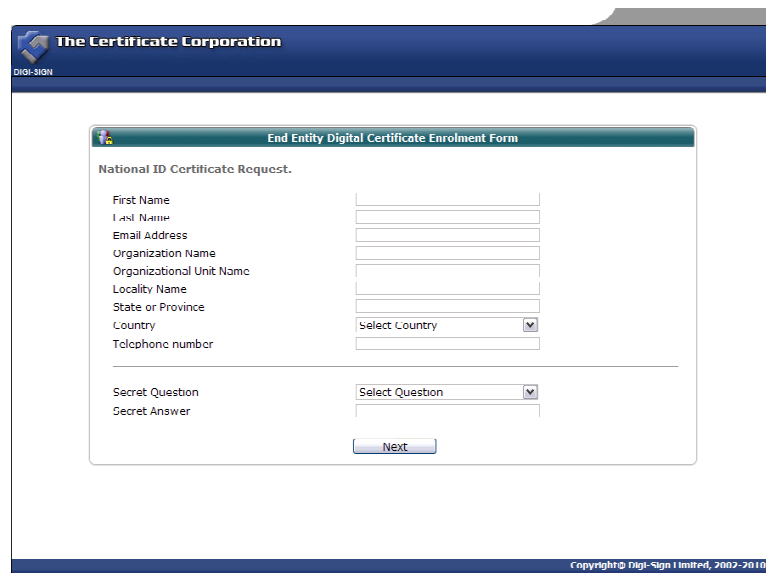 The Certificate Corporation
DIGI-SIGN
End Entity Digital Certificate Enrolment Form
National ID Certificate Request.
First Name
Last Name
Email Address
Organization Name
Organizational Unit Name
Locality Name
State or Province
Country Select Country
Telephone number
Secret Question Select Question
Secret Answer
Next
Copyright© Digi-Sign Limited, 2002-2010